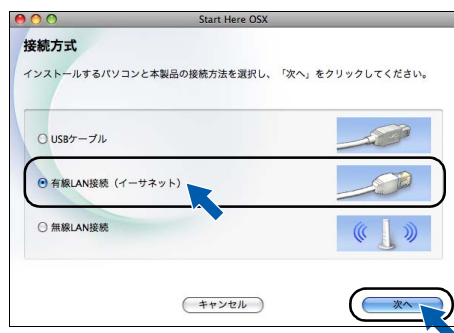 Start Here OSX
接続方式
インストールするパソコンと本製品の接続方法を選択し、「次へ」をクリックしてください。
USBケーブル
有線LAN接続（イーサネット）
無線LAN接続
キャンセル
次へ